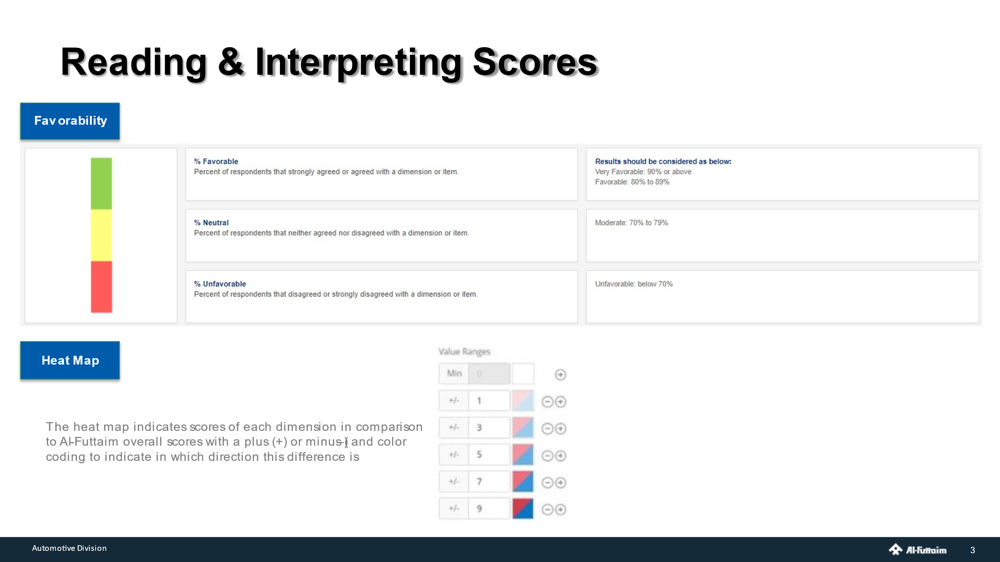 Reading & Interpreting Scores
Favorability
% Favorable
Percent of respondents that strongly agreed or agreed with a dimension or item.
Results should be considered as below:
Very Favorable: 90% or above
Favorable: 80% to 89%
% Neutral
Percent of respondents that neither agreed nor disagreed with a dimension or item.
Moderate: 70% to 79%
% Unfavorable
Percent of respondents that disagreed or strongly disagreed with a dimension or item.
Unfavorable: below 70%
Heat Map
The heat map indicates scores of each dimension in comparison
to Al-Futtaim overall scores with a plus (+) or minus (–) and color
coding to indicate in which direction this difference is
Value Ranges
Min 0
+/- 1
+/- 3
+/- 5
+/- 7
+/- 9
Automotive Division
Al-Futtaim
3